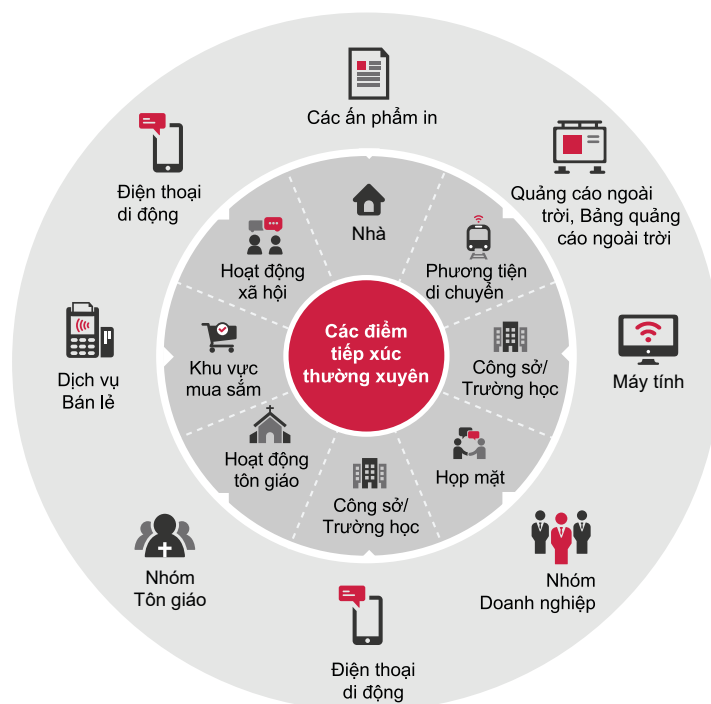 Các ấn phẩm in
Quảng cáo ngoài
trời, Bảng quảng
cáo ngoài trời
Máy tính
Nhóm
Doanh nghiệp
Điện thoại
di động
Nhóm
Tôn giáo
Dịch vụ
Bán lẻ
Điện thoại
di động
Nhà
Phương tiện
di chuyển
Công sở/
Trường học
Họp mặt
Công sở/
Trường học
Hoạt động
tôn giáo
Khu vực
mua sắm
Hoạt động
xã hội
Các điểm
tiếp xúc
thường xuyên